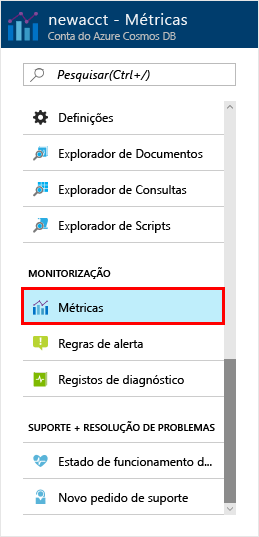 newacct - Métricas
Conta do Azure Cosmos DB
Pesquisar(Ctrl+/)
Definições
Explorador de Documentos
Explorador de Consultas
Explorador de Scripts
MONITORIZAÇÃO
Métricas
Regras de alerta
Registos de diagnóstico
SUPORTE + RESOLUÇÃO DE PROBLEMAS
Estado de funcionamento d...
Novo pedido de suporte